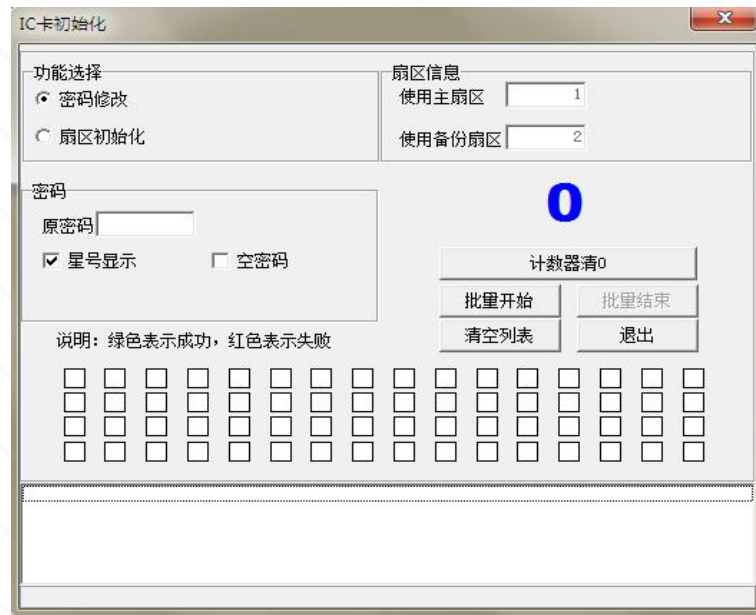 IC卡初始化
功能选择
密码修改
扇区初始化
扇区信息
使用主扇区 1
使用备份扇区 2
密码
原密码
星号显示 空密码
0
计数器清0
批量开始 批量结束
清空列表 退出
说明：绿色表示成功，红色表示失败